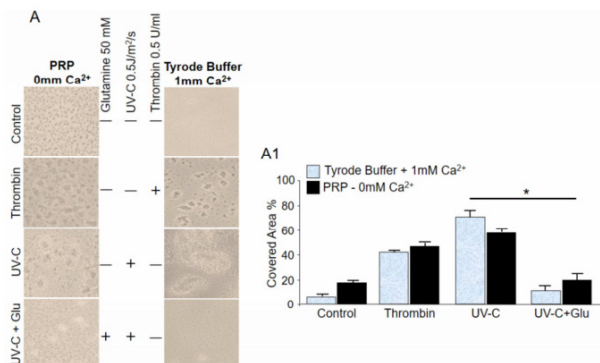 A
PRP
0mm Ca²⁺
Glutamine 50 mM
UV-C 0.5J/m²/s
Thrombin 0.5 U/ml
Tyrode Buffer
1mm Ca²⁺
Control
— — —
Thrombin
— — +
UV-C
— + —
UV-C + Glu
+ + —
A1
Tyrode Buffer + 1mM Ca²⁺
PRP - 0mM Ca²⁺
Covered Area %
100
80
60
40
20
0
*
Control Thrombin UV-C UV-C+Glu